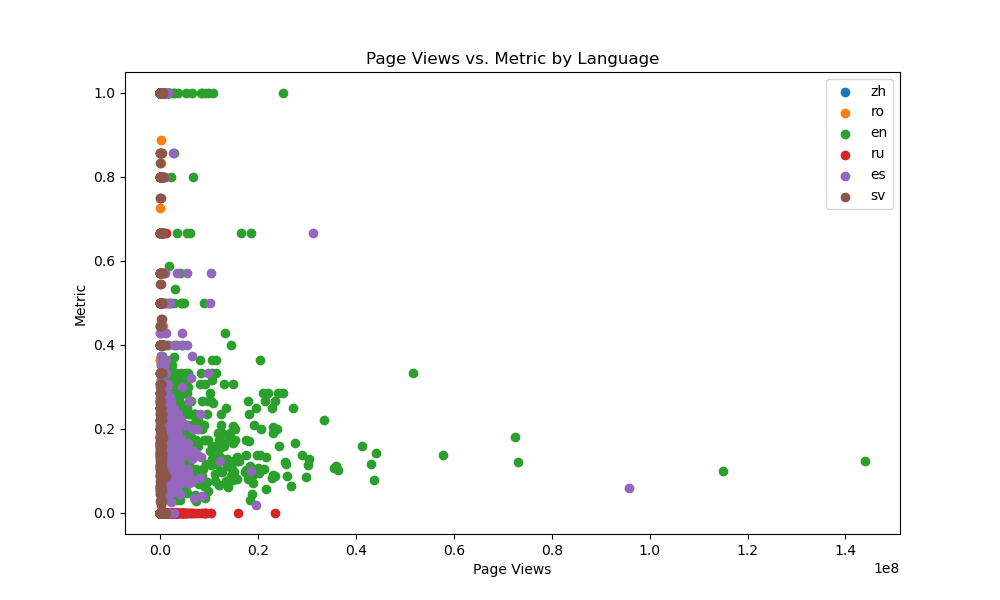 Page Views vs. Metric by Language
zh
ro
en
ru
es
sv
1.0
0.8
0.6
0.4
0.2
0.0
Metric
0.0 0.2 0.4 0.6 0.8 1.0 1.2 1.4
1e8
Page Views